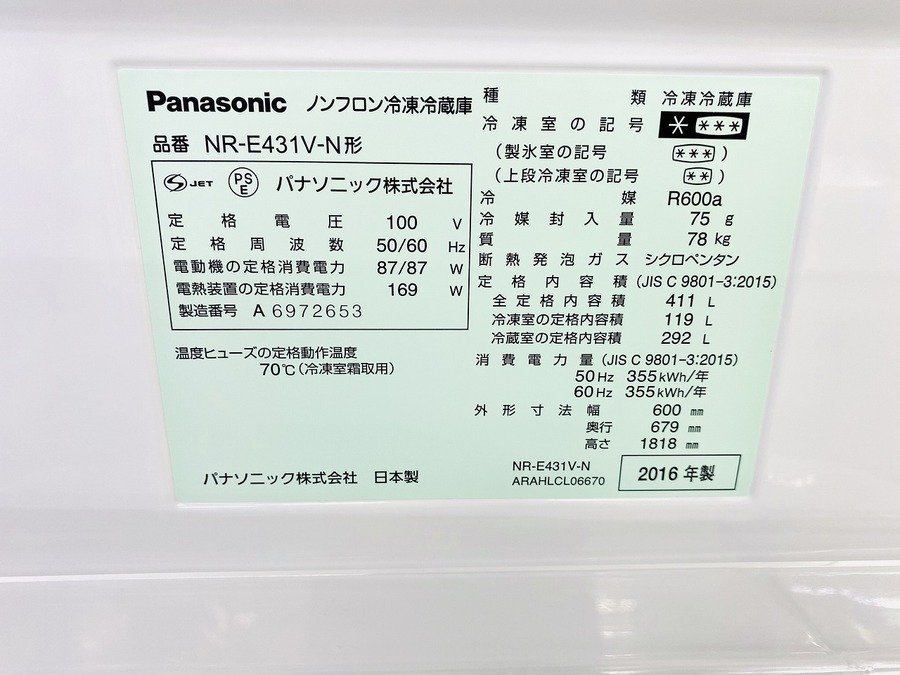 Panasonic ノンフロン冷凍冷蔵庫
品番 NR-E431V-N形
S JET PSE パナソニック株式会社
定格電圧 100 V
定格周波数 50/60 Hz
電動機の定格消費電力 87/87 W
電熱装置の定格消費電力 169 W
製造番号 A 6972653
温度ヒューズの定格動作温度
70℃(冷凍室霜取用)
パナソニック株式会社 日本製
種類 冷凍冷蔵庫
冷凍室の記号 * ***
(製氷室の記号 ***)
(上段冷凍室の記号 **)
冷媒 R600a
冷媒封入量 75 g
質量 78 kg
断熱発泡ガス シクロペンタン
定格内容積 (JIS C 9801-3:2015)
全定格内容積 411 L
冷凍室の定格内容積 119 L
冷蔵室の定格内容積 292 L
消費電力量 (JIS C 9801-3:2015)
50 Hz 355 kWh/年
60 Hz 355 kWh/年
外形寸法幅 600 mm
奥行 679 mm
高さ 1818 mm
NR-E431V-N
ARAHLCL06670
2016 年製